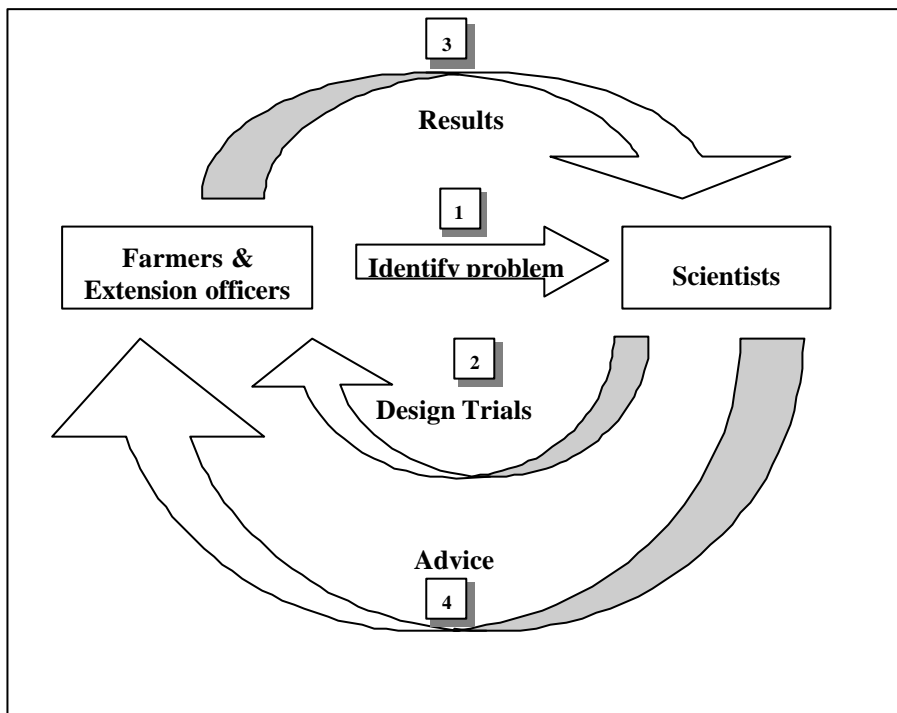 3
Results
1
Farmers &
Extension officers
Identify problem
Scientists
2
Design Trials
Advice
4